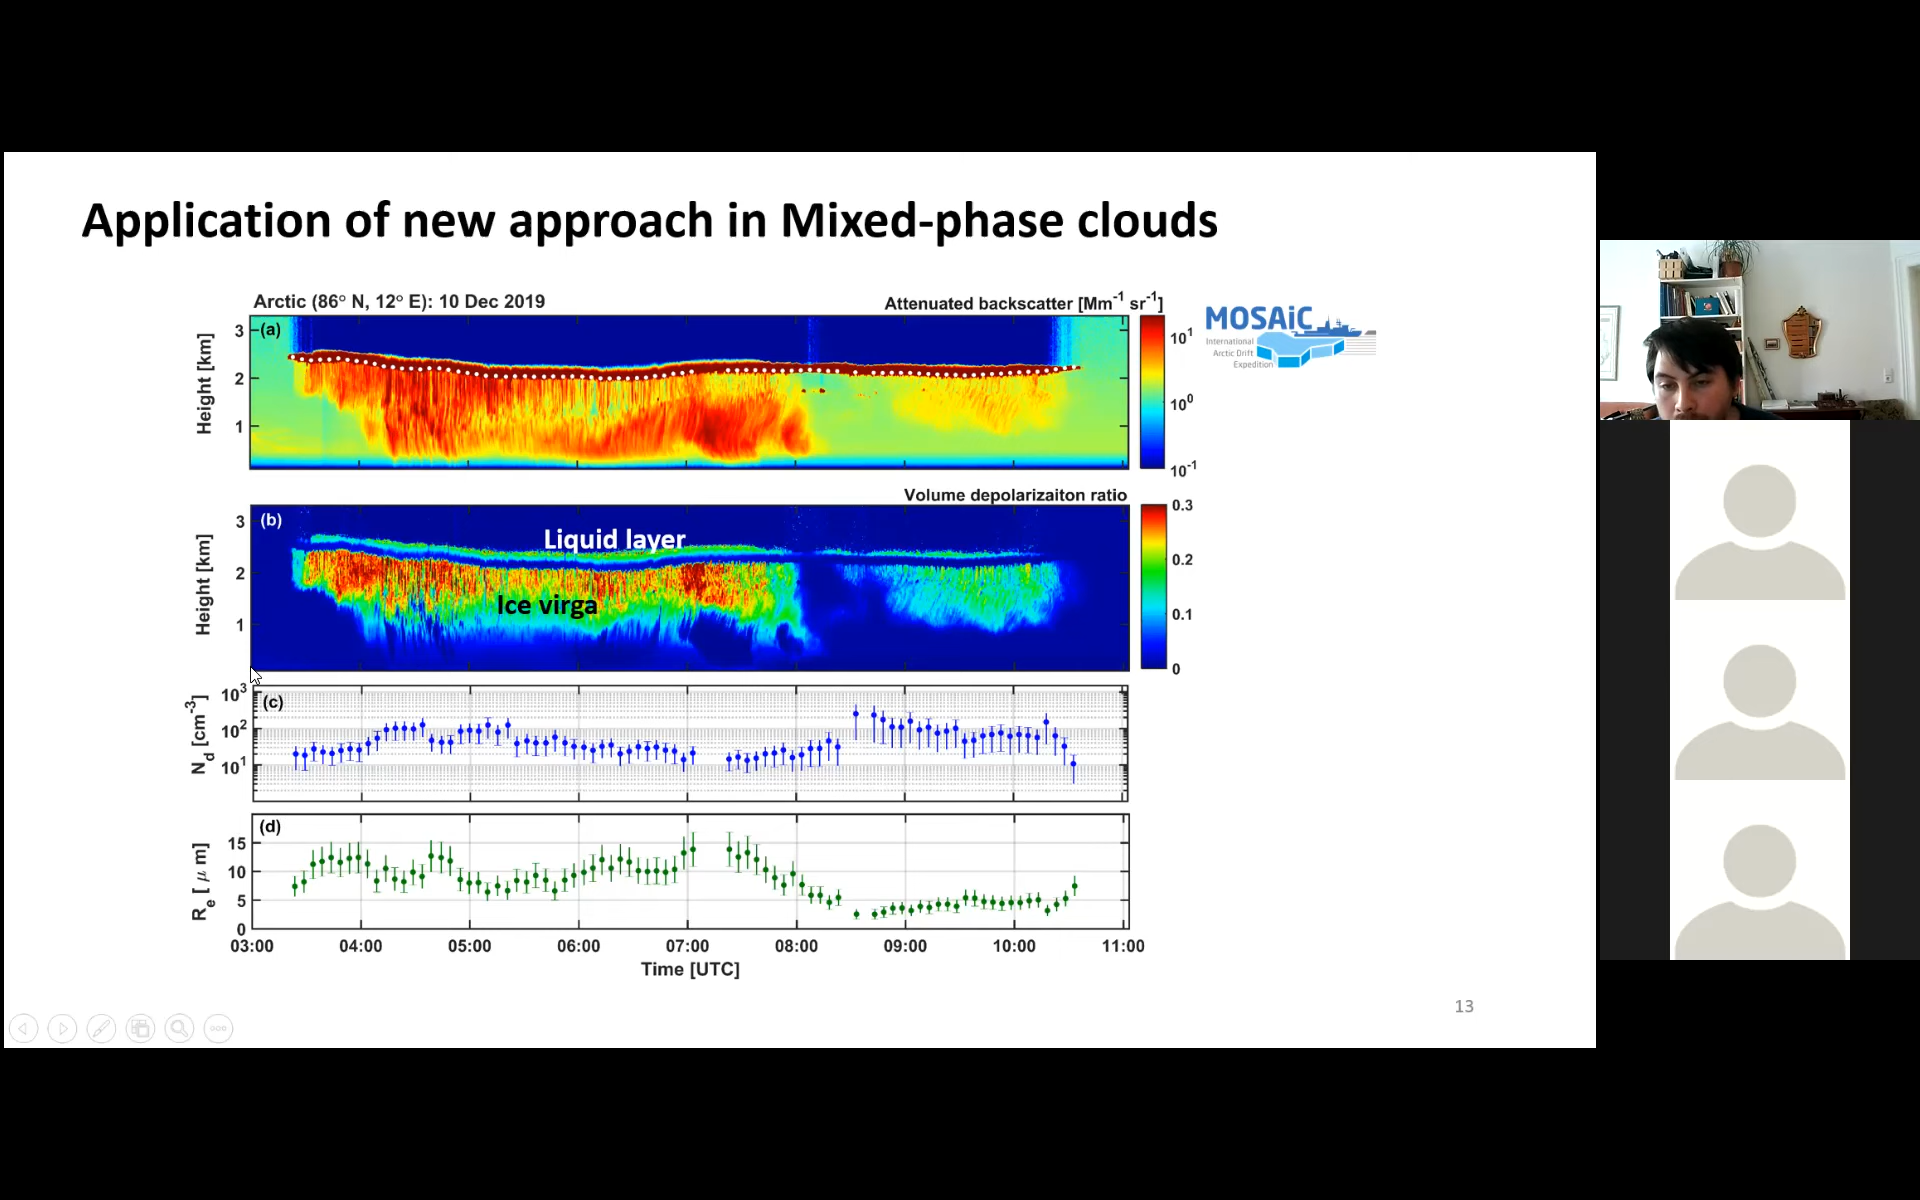 Application of new approach in Mixed-phase clouds
Arctic (86° N, 12° E): 10 Dec 2019
Attenuated backscatter [Mm⁻¹ sr⁻¹]
(a)
Height [km]
3
2
1
10¹
10⁰
10⁻¹
MOSAiC
International
Arctic Drift
Expedition
Volume depolarizaiton ratio
(b)
Height [km]
3
2
1
Liquid layer
Ice virga
0.3
0.2
0.1
0
(c)
N_d [cm⁻³]
10³
10²
10¹
(d)
R_e [ μ m]
15
10
5
0
03:00 04:00 05:00 06:00 07:00 08:00 09:00 10:00 11:00
Time [UTC]
13